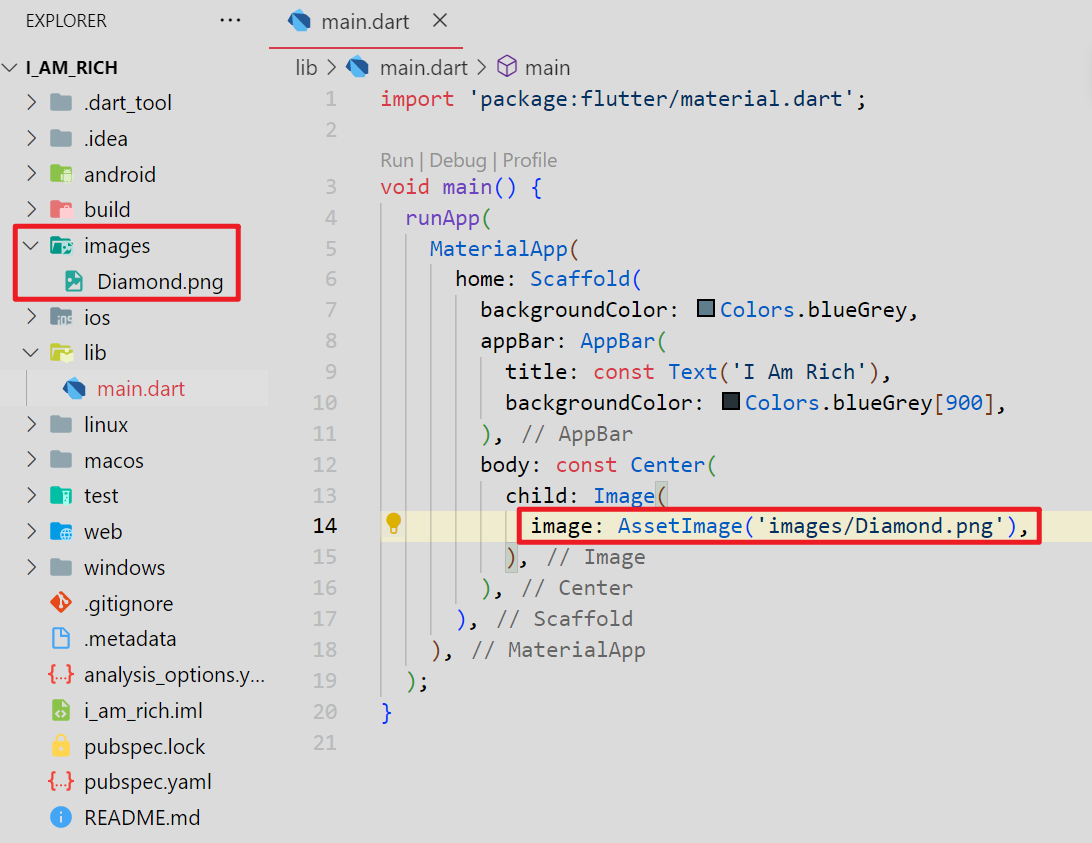 EXPLORER ...
I_AM_RICH
.dart_tool
.idea
android
build
images
Diamond.png
ios
lib
main.dart
linux
macos
test
web
windows
.gitignore
.metadata
analysis_options.y...
i_am_rich.iml
pubspec.lock
pubspec.yaml
README.md
main.dart
lib > main.dart > main
1 import 'package:flutter/material.dart';
2
Run | Debug | Profile
3 void main() {
4 runApp(
5 MaterialApp(
6 home: Scaffold(
7 backgroundColor: Colors.blueGrey,
8 appBar: AppBar(
9 title: const Text('I Am Rich'),
10 backgroundColor: Colors.blueGrey[900],
11 ), // AppBar
12 body: const Center(
13 child: Image(
14 image: AssetImage('images/Diamond.png'),
15 ), // Image
16 ), // Center
17 ), // Scaffold
18 ), // MaterialApp
19 );
20 }
21